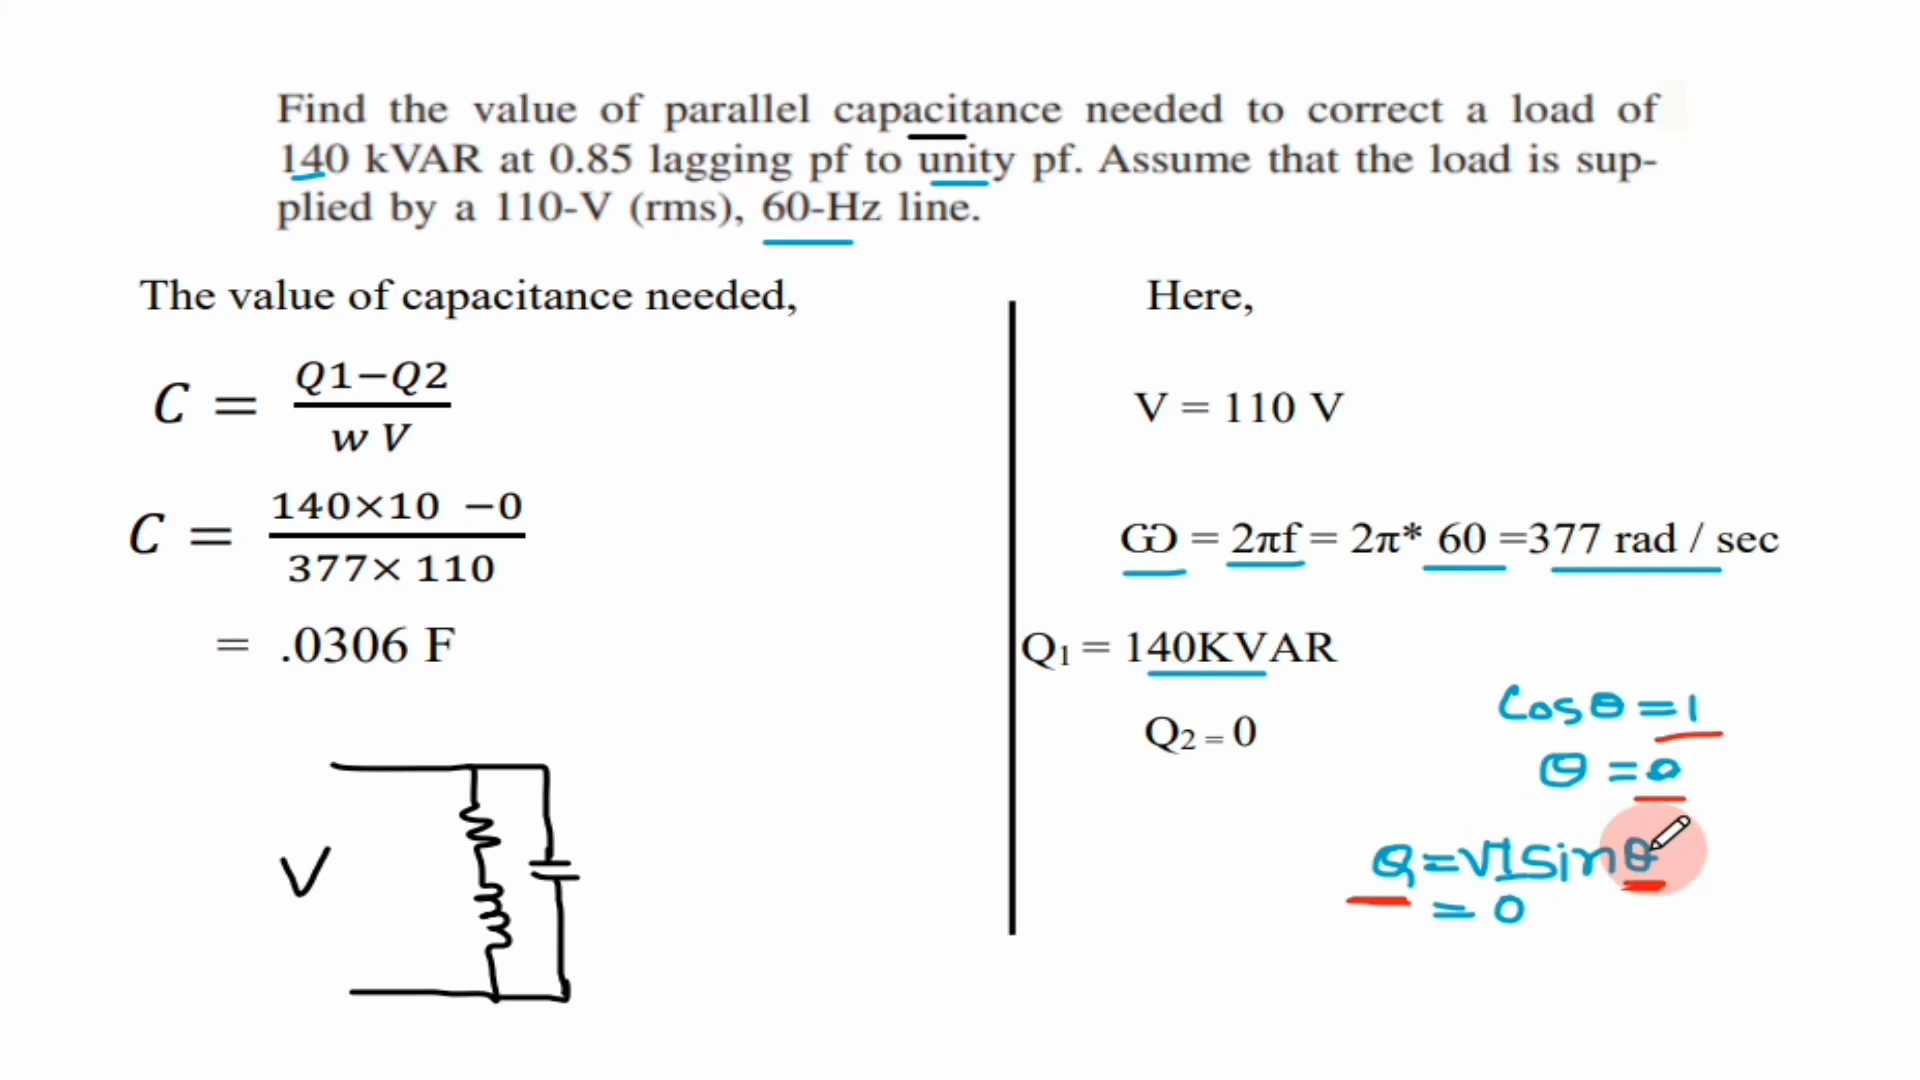 Find the value of parallel capacitance needed to correct a load of
140 kVAR at 0.85 lagging pf to unity pf. Assume that the load is sup-
plied by a 110-V (rms), 60-Hz line.
The value of capacitance needed,
C = Q1−Q2
w V
C = 140×10 −0
377× 110
= .0306 F
V
Here,
V = 110 V
Ѡ = 2πf = 2π* 60 =377 rad / sec
Q1 = 140KVAR
Q2 = 0
Cosθ = 1
θ = 0
Q = VI sinθ
= 0